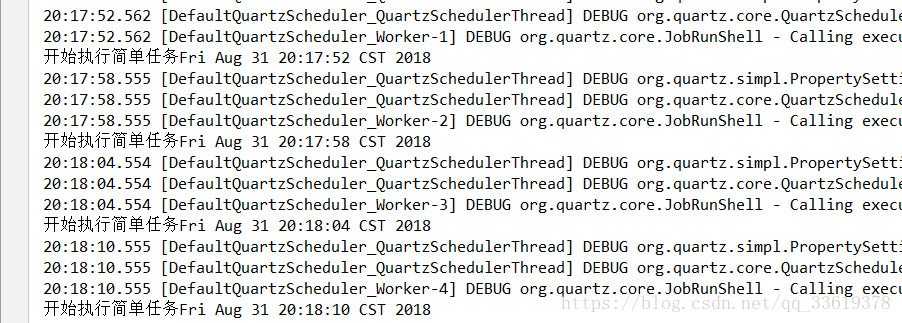 20:17:52.562 [DefaultQuartzScheduler_QuartzSchedulerThread] DEBUG org.quartz.core.QuartzSchedule
20:17:52.562 [DefaultQuartzScheduler_Worker-1] DEBUG org.quartz.core.JobRunShell - Calling execu
开始执行简单任务Fri Aug 31 20:17:52 CST 2018
20:17:58.555 [DefaultQuartzScheduler_QuartzSchedulerThread] DEBUG org.quartz.simpl.PropertySetti
20:17:58.555 [DefaultQuartzScheduler_QuartzSchedulerThread] DEBUG org.quartz.core.QuartzSchedule
20:17:58.555 [DefaultQuartzScheduler_Worker-2] DEBUG org.quartz.core.JobRunShell - Calling execu
开始执行简单任务Fri Aug 31 20:17:58 CST 2018
20:18:04.554 [DefaultQuartzScheduler_QuartzSchedulerThread] DEBUG org.quartz.simpl.PropertySetti
20:18:04.554 [DefaultQuartzScheduler_QuartzSchedulerThread] DEBUG org.quartz.core.QuartzSchedule
20:18:04.554 [DefaultQuartzScheduler_Worker-3] DEBUG org.quartz.core.JobRunShell - Calling execu
开始执行简单任务Fri Aug 31 20:18:04 CST 2018
20:18:10.555 [DefaultQuartzScheduler_QuartzSchedulerThread] DEBUG org.quartz.simpl.PropertySetti
20:18:10.555 [DefaultQuartzScheduler_QuartzSchedulerThread] DEBUG org.quartz.core.QuartzSchedule
20:18:10.555 [DefaultQuartzScheduler_Worker-4] DEBUG org.quartz.core.JobRunShell - Calling execu
开始执行简单任务Fri Aug 31 20:18:10 CST 2018
https://blog.csdn.net/qq_33619378